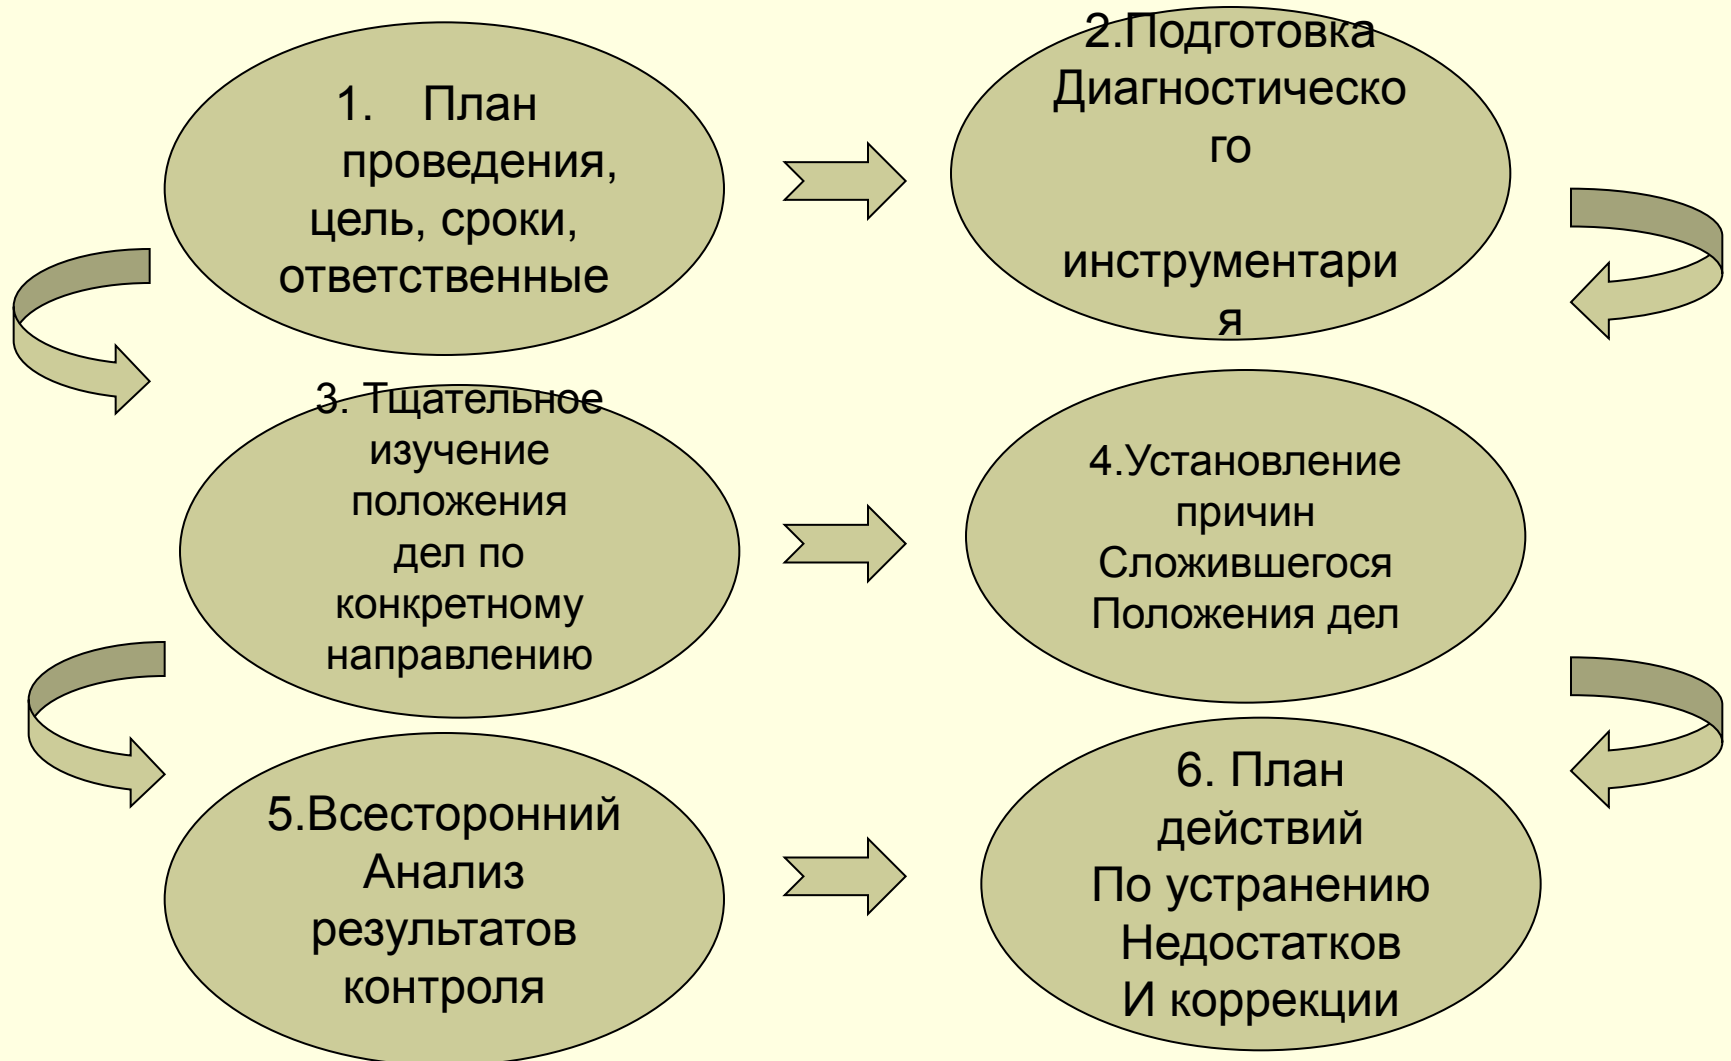 1. План
проведения,
цель, сроки,
ответственные
2.Подготовка
Диагностическо
го
инструментари
я
3. Тщательное
изучение
положения
дел по
конкретному
направлению
4.Установление
причин
Сложившегося
Положения дел
5.Всесторонний
Анализ
результатов
контроля
6. План
действий
По устранению
Недостатков
И коррекции